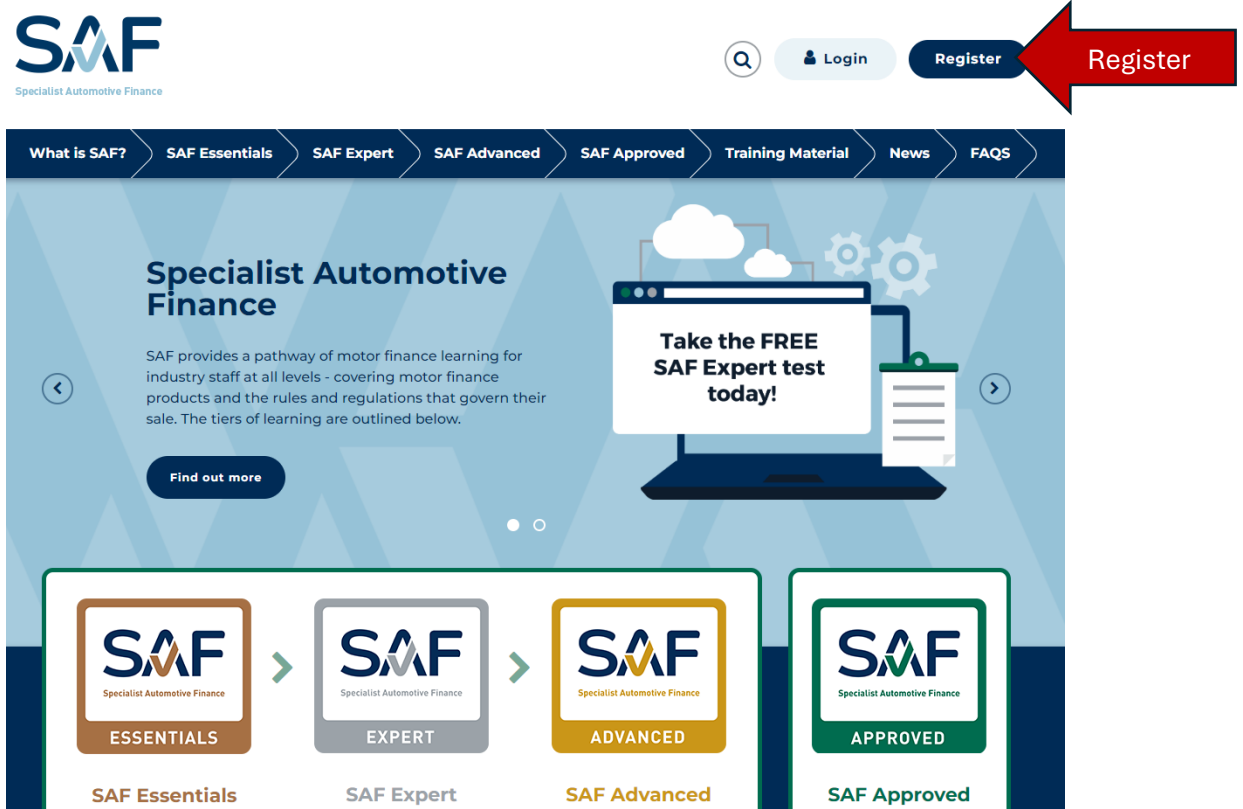 SAF
Specialist Automotive Finance
Login
Register
Register
What is SAF?
SAF Essentials
SAF Expert
SAF Advanced
SAF Approved
Training Material
News
FAQS
Specialist Automotive
Finance
SAF provides a pathway of motor finance learning for
industry staff at all levels - covering motor finance
products and the rules and regulations that govern their
sale. The tiers of learning are outlined below.
Find out more
Take the FREE
SAF Expert test
today!
SAF
Specialist Automotive Finance
ESSENTIALS
SAF Essentials
SAF
Specialist Automotive Finance
EXPERT
SAF Expert
SAF
Specialist Automotive Finance
ADVANCED
SAF Advanced
SAF
Specialist Automotive Finance
APPROVED
SAF Approved